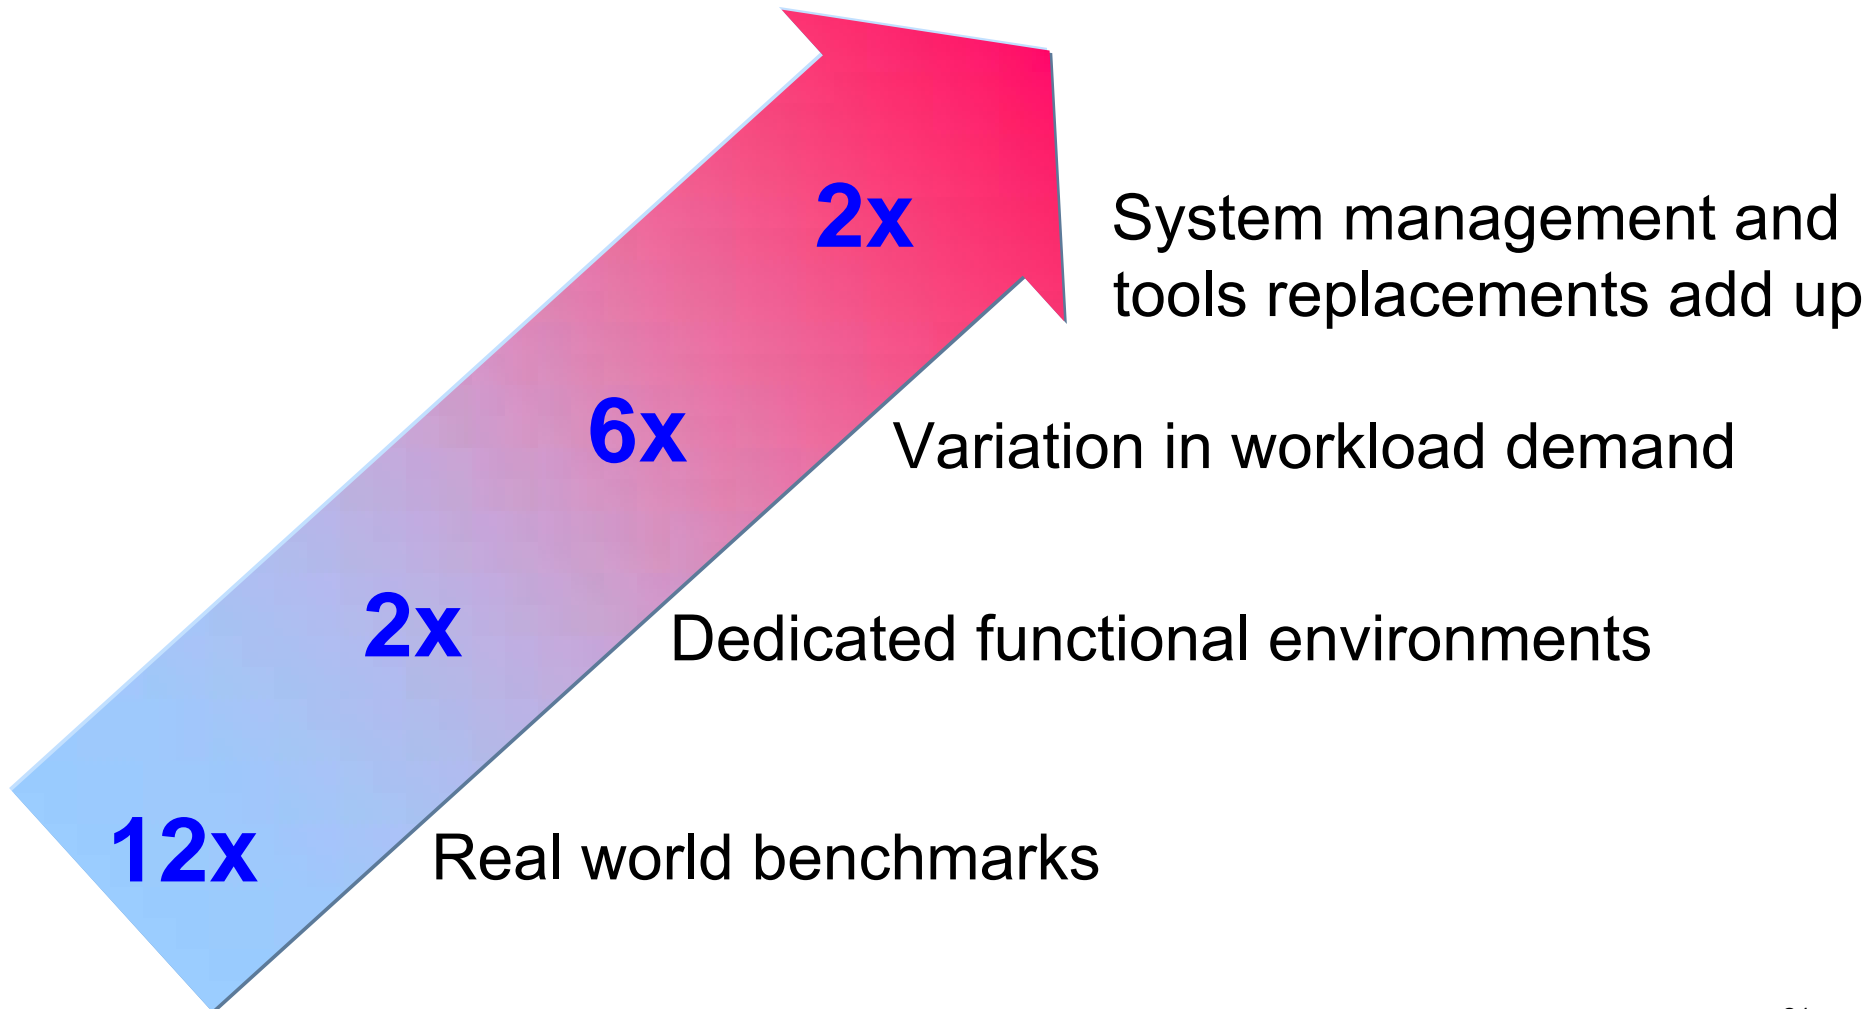 2x
System management and
tools replacements add up
6x
Variation in workload demand
2x
Dedicated functional environments
12x
Real world benchmarks